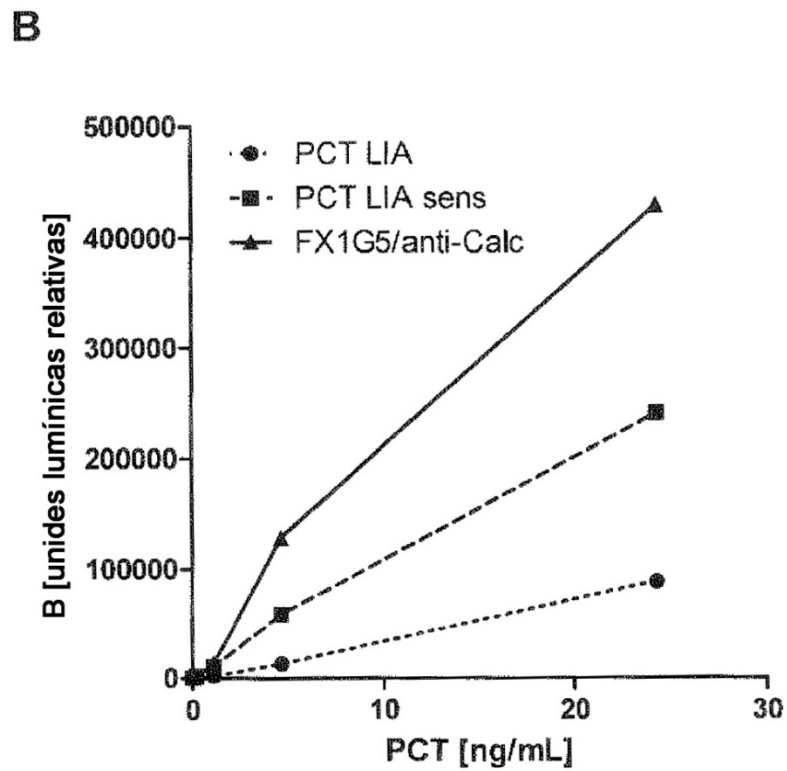 B
500000
400000
300000
200000
100000
0
B [unides lumínicas relativas]
PCT LIA
PCT LIA sens
FX1G5/anti-Calc
0 10 20 30
PCT [ng/mL]